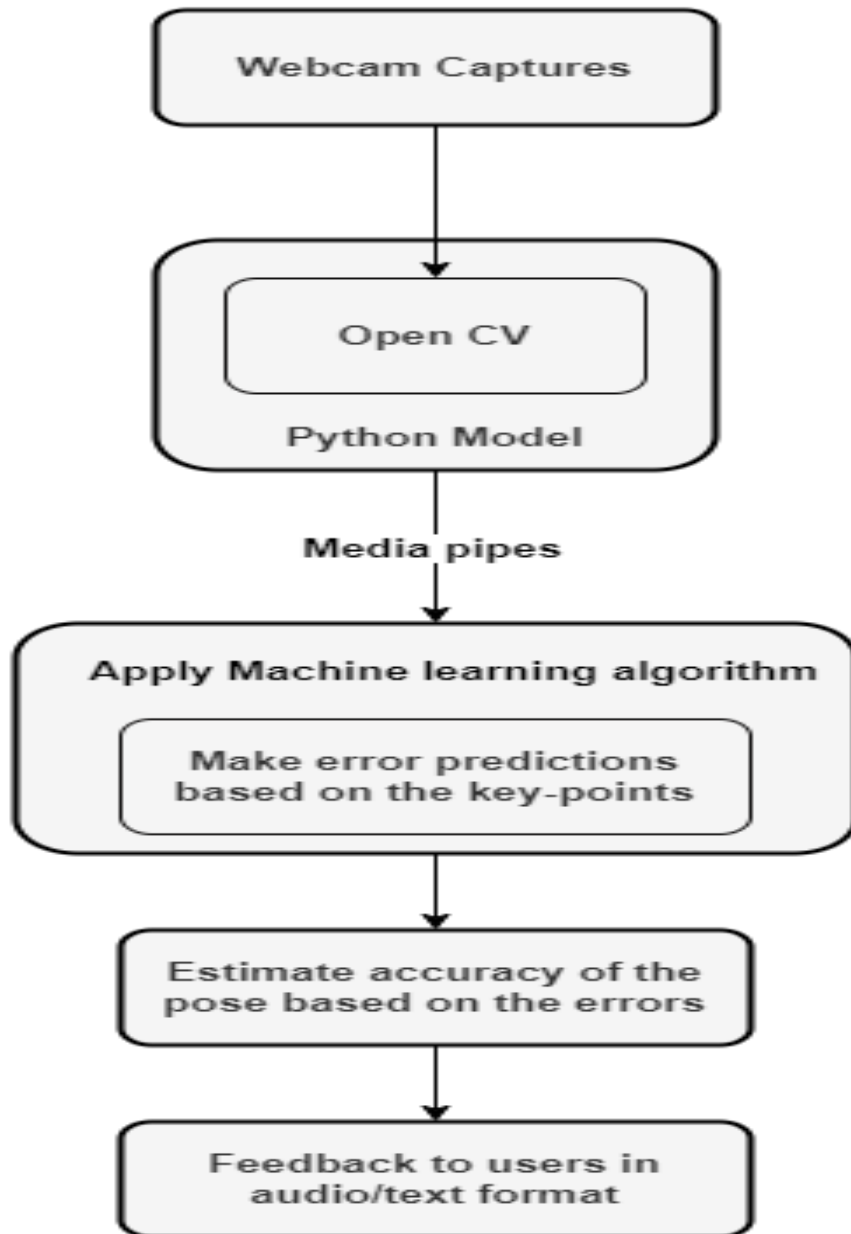 Webcam Captures
Open CV
Python Model
Media pipes
Apply Machine learning algorithm
Make error predictions
based on the key-points
Estimate accuracy of the
pose based on the errors
Feedback to users in
audio/text format